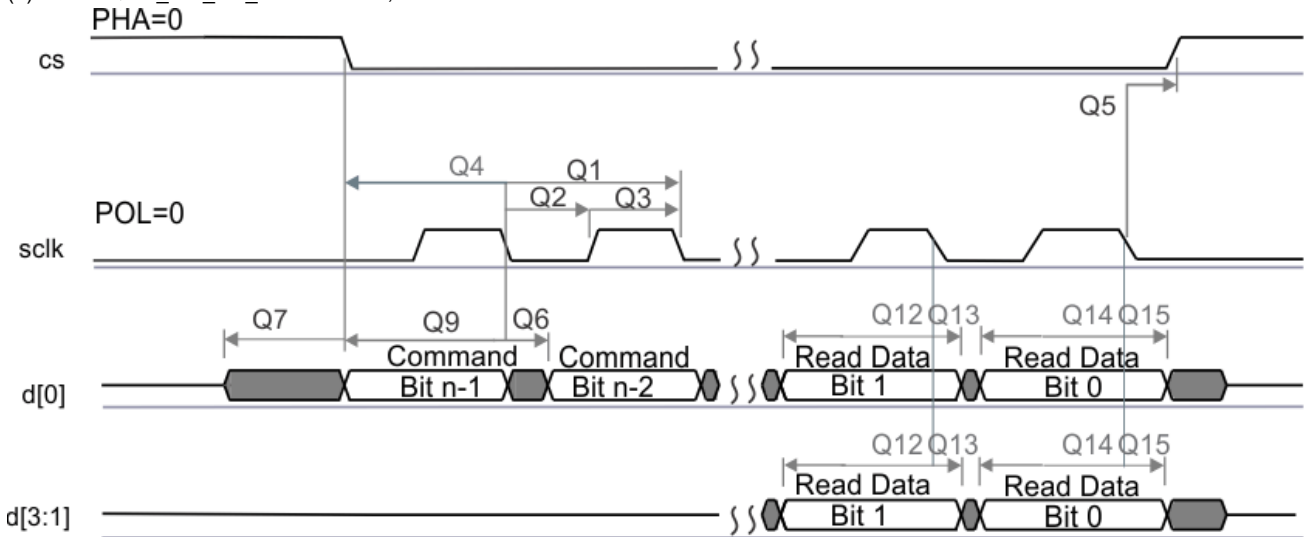 PHA=0
cs
Q5
Q4 Q1
Q2 Q3
POL=0
sclk
Q7 Q9 Q6 Q12 Q13 Q14 Q15
Command Command Read Data Read Data
d[0] Bit n-1 Bit n-2 Bit 1 Bit 0
Q12 Q13 Q14 Q15
Read Data Read Data
d[3:1] Bit 1 Bit 0